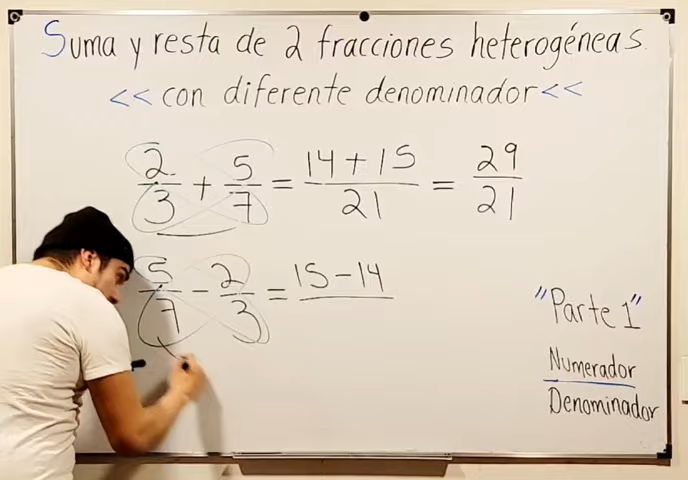 Suma y resta de 2 fracciones heterogéneas.
<< con diferente denominador <<
2/3 + 5/7 = 14 + 15/21 = 29/21
5/7 - 2/3 = 15 - 14
"Parte 1"
Numerador
Denominador